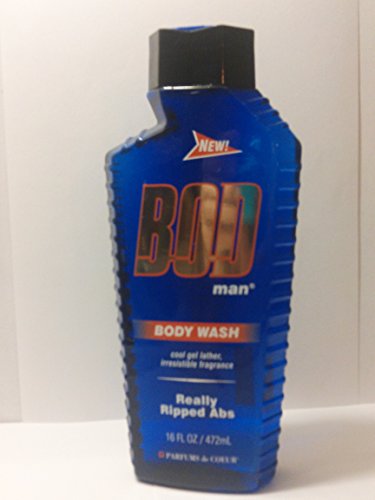 NEW!
BOD
man®
BODY WASH
cool gel lather,
irresistible fragrance
Really
Ripped Abs
16 FL OZ / 472mL
PARFUMS de COEUR®